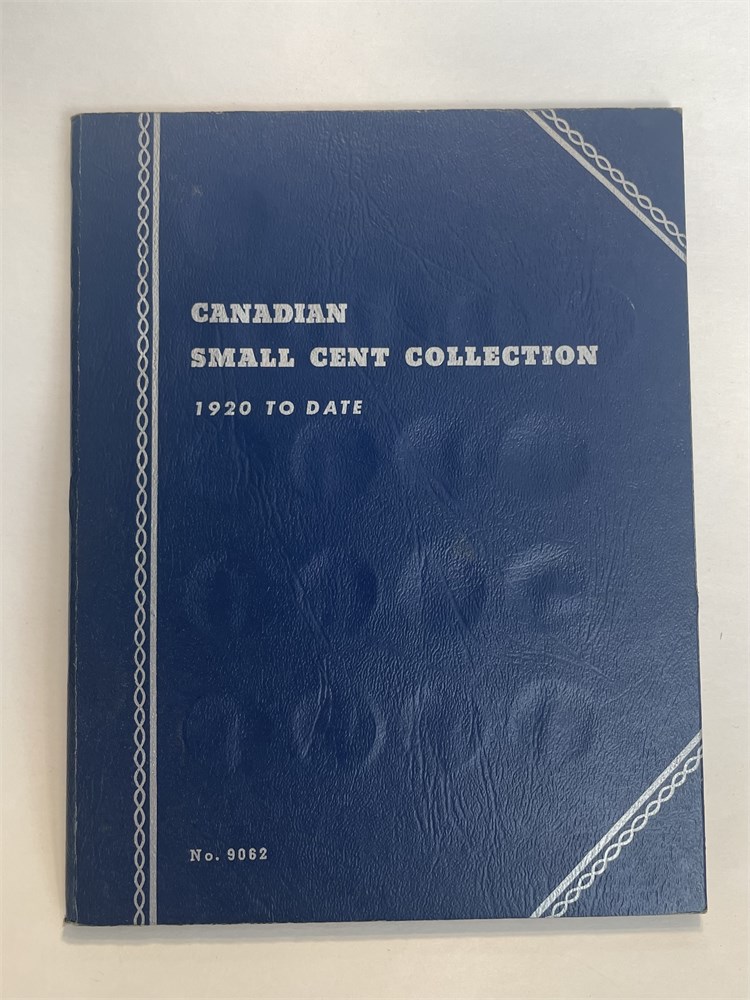 CANADIAN
SMALL CENT COLLECTION
1920 TO DATE
No. 9062